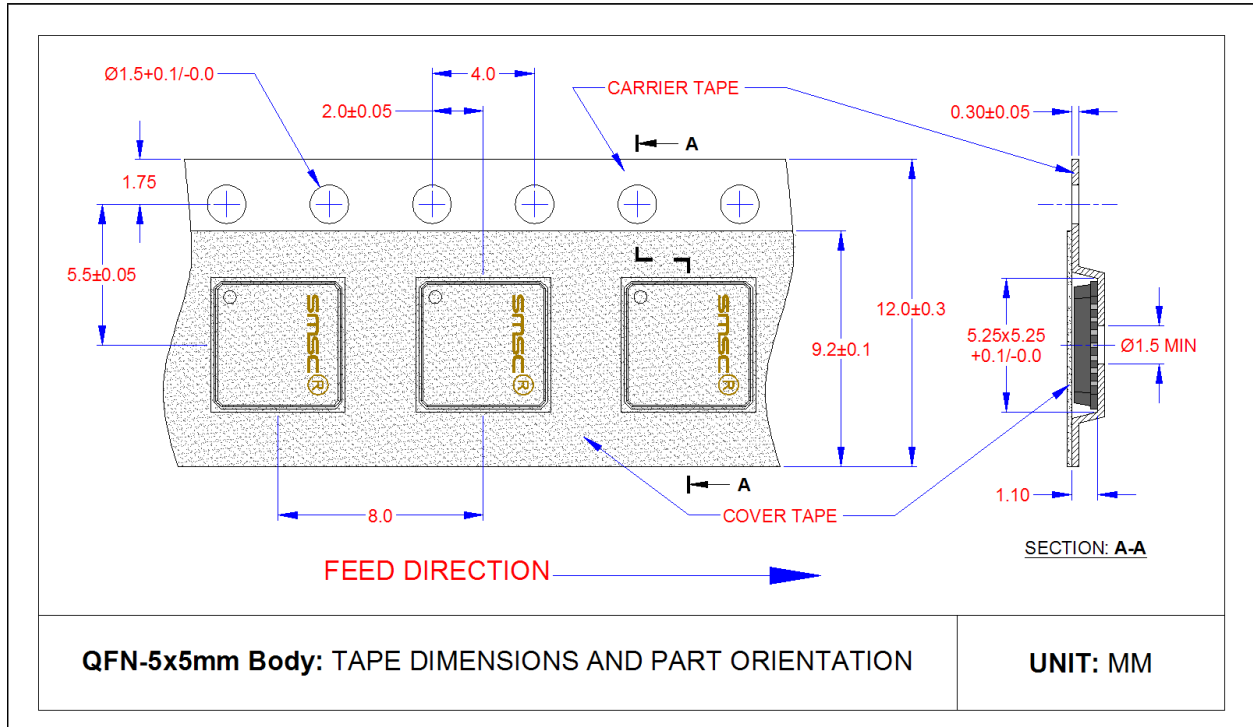 Ø1.5+0.1/-0.0
4.0
2.0±0.05
CARRIER TAPE
0.30±0.05
A
1.75
5.5±0.05
smsc®
smsc®
smsc®
12.0±0.3
9.2±0.1
5.25x5.25
+0.1/-0.0
Ø1.5 MIN
A
1.10
8.0
COVER TAPE
SECTION: A-A
FEED DIRECTION
QFN-5x5mm Body: TAPE DIMENSIONS AND PART ORIENTATION
UNIT: MM